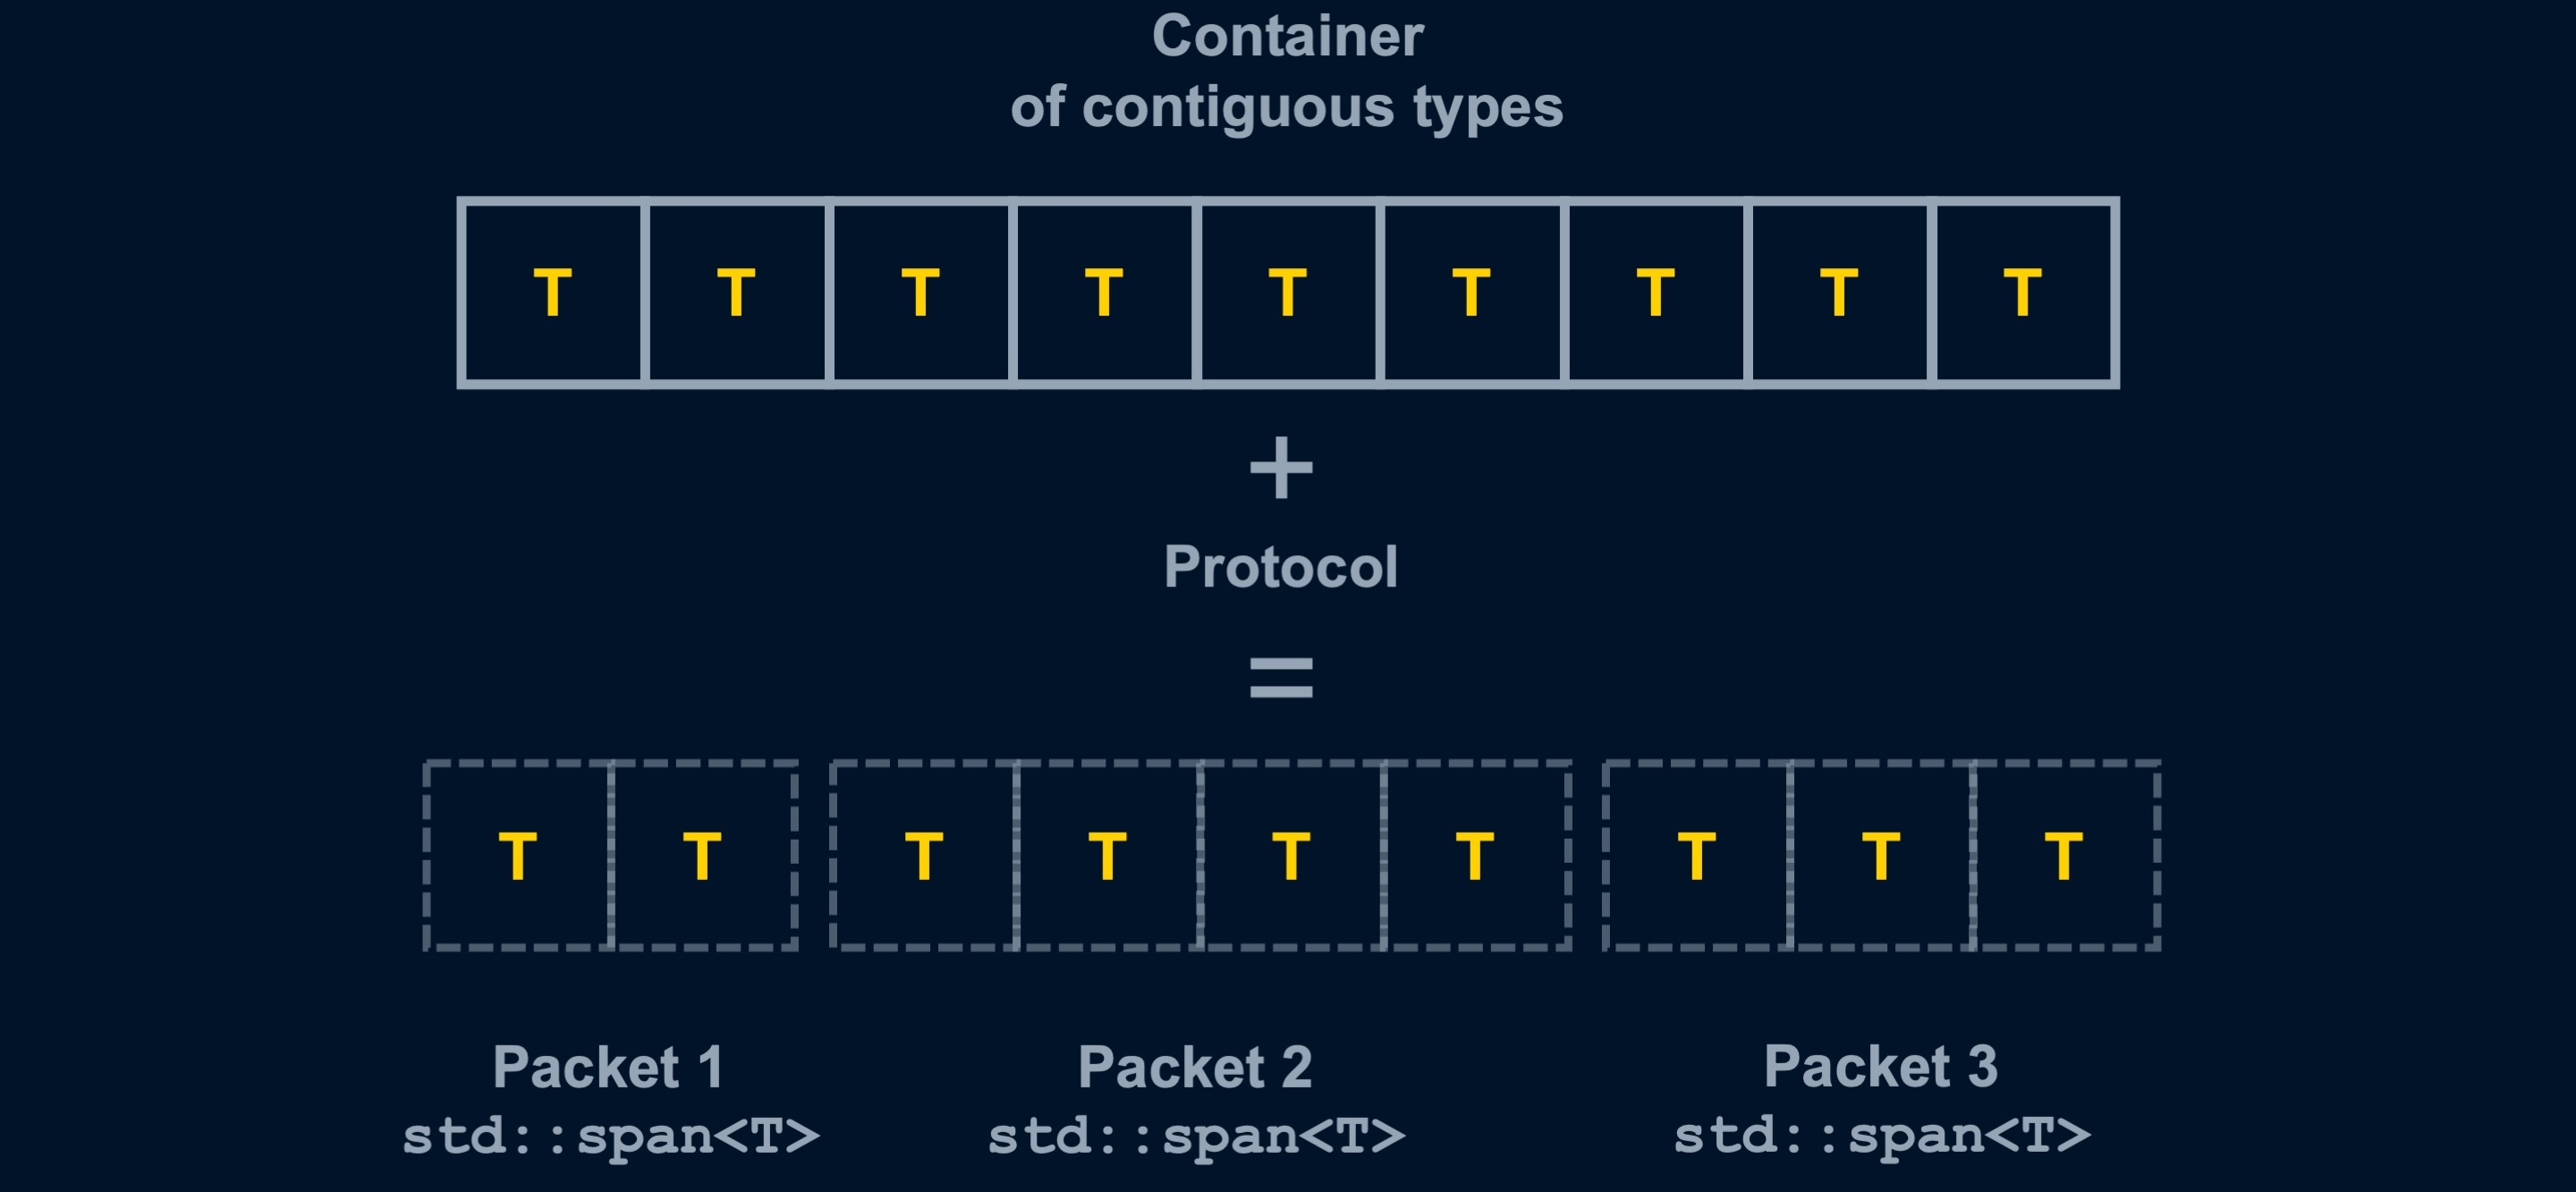 Container
of contiguous types
T T T T T T T T T
+
Protocol
=
T T T T T T T T T
Packet 1 Packet 2 Packet 3
std::span<T> std::span<T> std::span<T>